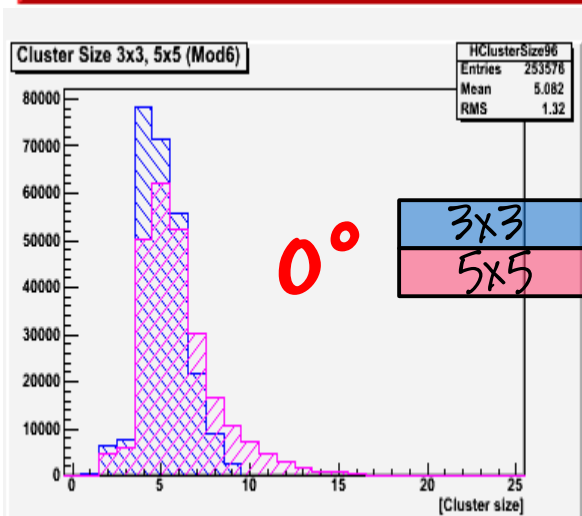 Cluster Size 3x3, 5x5 (Mod6)
HClusterSize96
Entries 253576
Mean 5.082
RMS 1.32
80000
70000
60000
50000
40000
30000
20000
10000
0
0°
3x3
5x5
0 5 10 15 20 25
[Cluster size]